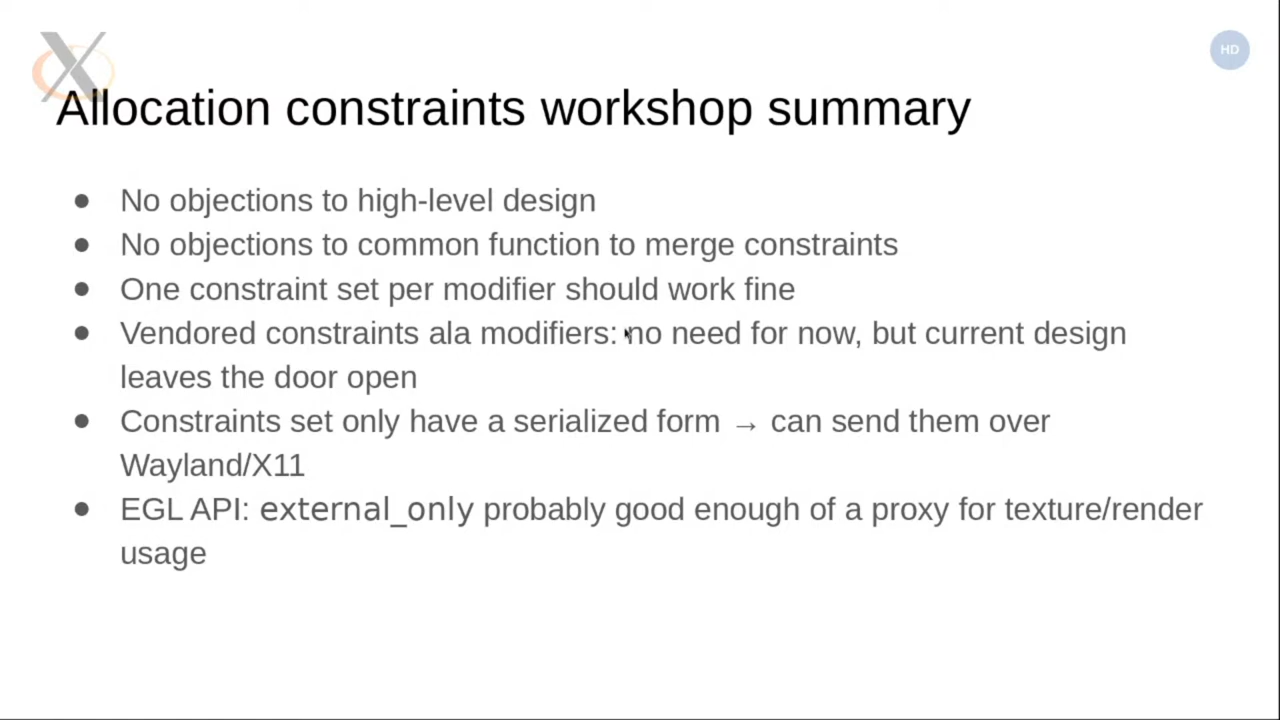 X
HD
Allocation constraints workshop summary
● No objections to high-level design
● No objections to common function to merge constraints
● One constraint set per modifier should work fine
● Vendored constraints ala modifiers: no need for now, but current design
leaves the door open
● Constraints set only have a serialized form → can send them over
Wayland/X11
● EGL API: external_only probably good enough of a proxy for texture/render
usage